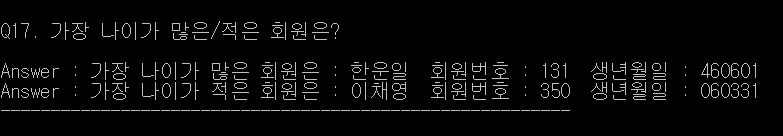 Q17. 가장 나이가 많은/적은 회원은?
Answer : 가장 나이가 많은 회원은 : 한운일 회원번호 : 131 생년월일 : 460601
Answer : 가장 나이가 적은 회원은 : 이채영 회원번호 : 350 생년월일 : 060331
---------------------------------------------------------